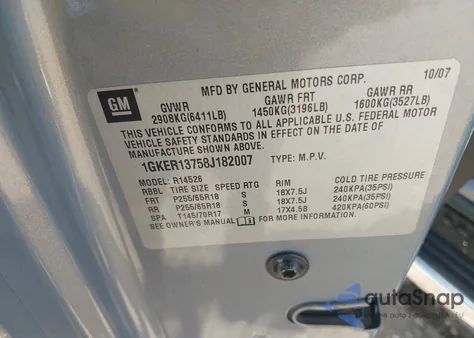 MFD BY GENERAL MOTORS CORP. 10/07
GM
GVWR GAWR FRT GAWR RR
2908KG(6411LB) 1450KG(3196LB) 1600KG(3527LB)
THIS VEHICLE CONFORMS TO ALL APPLICABLE U.S. FEDERAL MOTOR
VEHICLE SAFETY STANDARDS IN EFFECT ON THE DATE OF
MANUFACTURE SHOWN ABOVE.
1GKER13758J182007 TYPE: M.P.V.
MODEL: R14526
RBBL TIRE SIZE SPEED RTG RIM COLD TIRE PRESSURE
FRT P255/65R18 S 18X7.5J 240KPA(35PSI)
RR P255/65R18 S 18X7.5J 240KPA(35PSI)
SPA T145/70R17 M 17X4.5B 420KPA(60PSI)
SEE OWNER'S MANUAL FOR MORE INFORMATION.
autoSnap